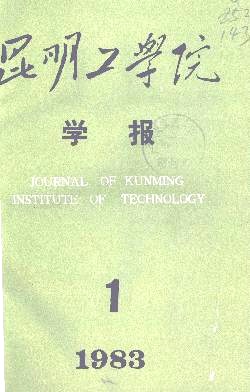 昆明工学院
学报
JOURNAL OF KUNMING
INSTITUTE OF TECHNOLOGY
1
1983